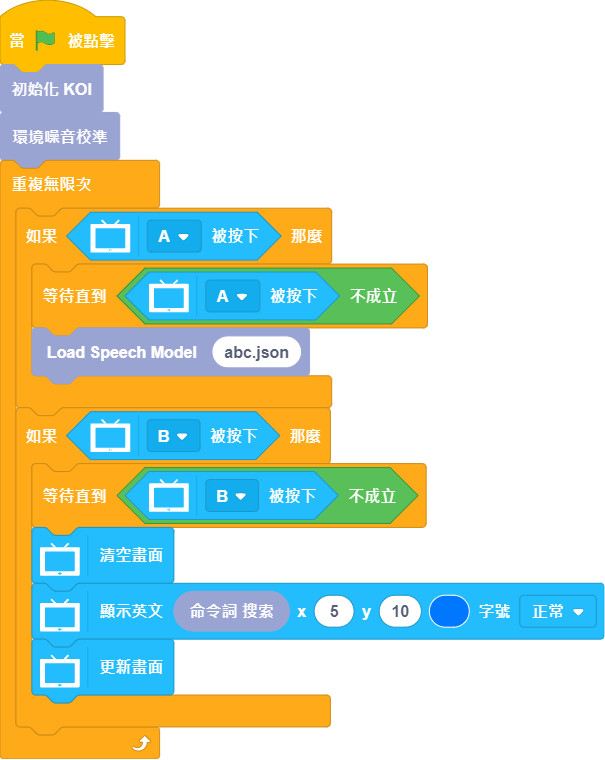 當 被點擊
初始化 KOI
環境噪音校準
重複無限次
如果 A 被按下 那麼
等待直到 A 被按下 不成立
Load Speech Model abc.json
如果 B 被按下 那麼
等待直到 B 被按下 不成立
清空畫面
顯示英文 命令詞 搜索 x 5 y 10 字號 正常
更新畫面